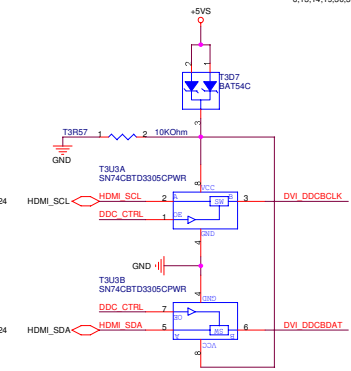 +5VS
2
1
T3D7
BAT54C
3
T3R57 1 2 10KOhm
GND
T3U3A
SN74CBTD3305CPWR
8
VCC
24 HDMI_SCL HDMI_SCL 2 A SW B 3 DVI_DDCBCLK
DDC_CTRL 1 OE
GND
4
GND
T3U3B
SN74CBTD3305CPWR
4
GND
DDC_CTRL 7 OE
24 HDMI_SDA HDMI_SDA 5 A SW B 6 DVI_DDCBDAT
VCC
8